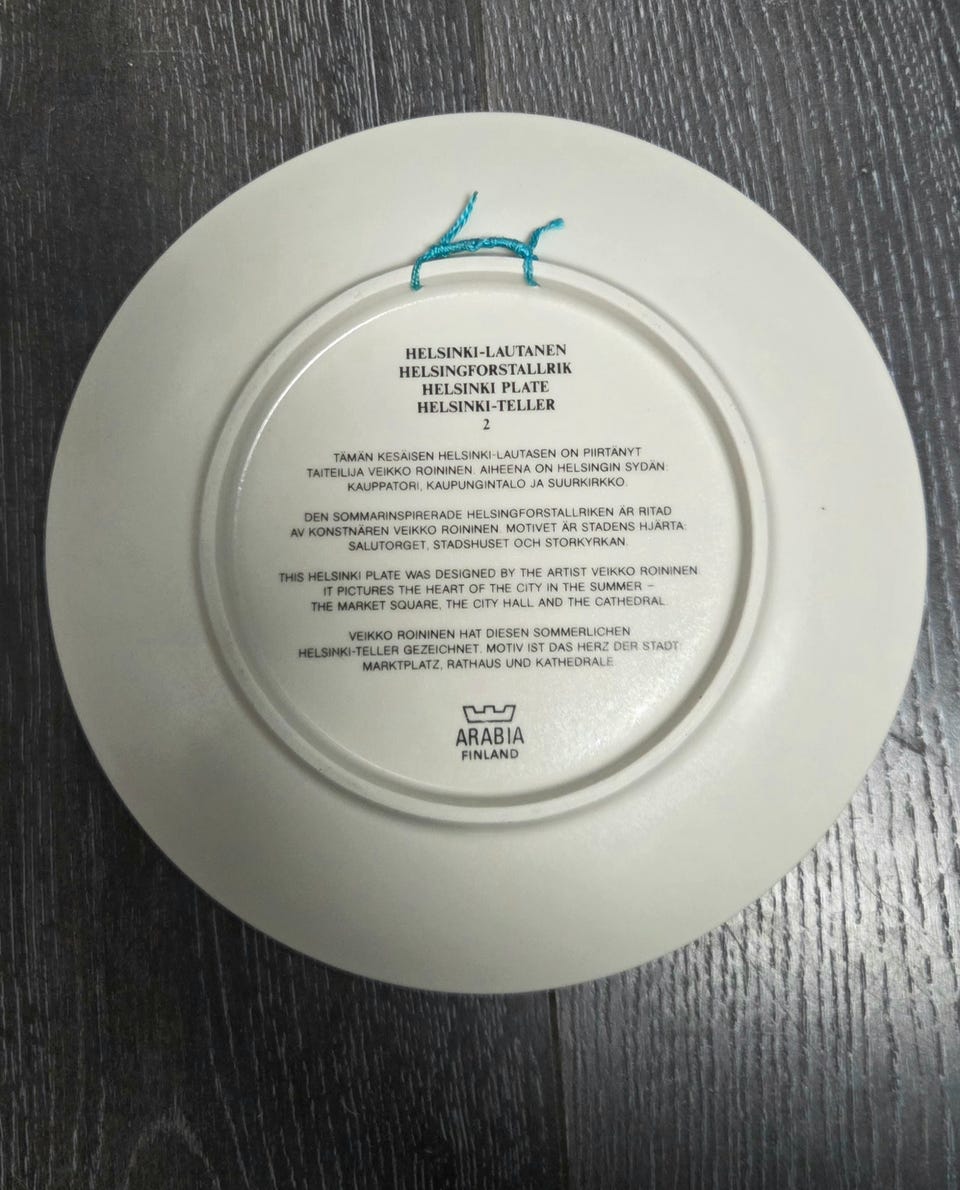 HELSINKI-LAUTANEN
HELSINGFORSTALLRIK
HELSINKI PLATE
HELSINKI-TELLER
2
TÄMÄN KESÄISEN HELSINKI-LAUTASEN ON PIIRTÄNYT
TAITEILIJA VEIKKO ROININEN. AIHEENA ON HELSINGIN SYDÄN:
KAUPPATORI, KAUPUNGINTALO JA SUURKIRKKO.
DEN SOMMARINSPIRERADE HELSINGFORSTALLRIKEN ÄR RITAD
AV KONSTNÄREN VEIKKO ROININEN. MOTIVET ÄR STADENS HJÄRTA:
SALUTORGET, STADSHUSET OCH STORKYRKAN.
THIS HELSINKI PLATE WAS DESIGNED BY THE ARTIST VEIKKO ROININEN.
IT PICTURES THE HEART OF THE CITY IN THE SUMMER –
THE MARKET SQUARE, THE CITY HALL AND THE CATHEDRAL.
VEIKKO ROININEN HAT DIESEN SOMMERLICHEN
HELSINKI-TELLER GEZEICHNET. MOTIV IST DAS HERZ DER STADT:
MARKTPLATZ, RATHAUS UND KATHEDRALE.
ARABIA
FINLAND